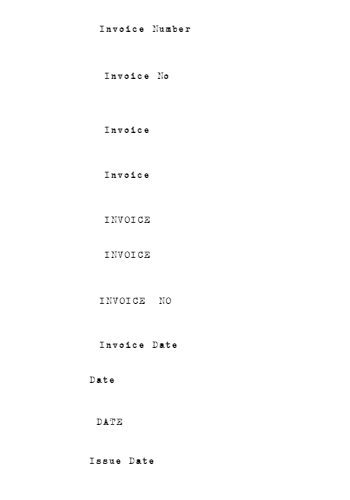 Invoice Number
Invoice No
Invoice
Invoice
INVOICE
INVOICE
INVOICE NO
Invoice Date
Date
DATE
Issue Date